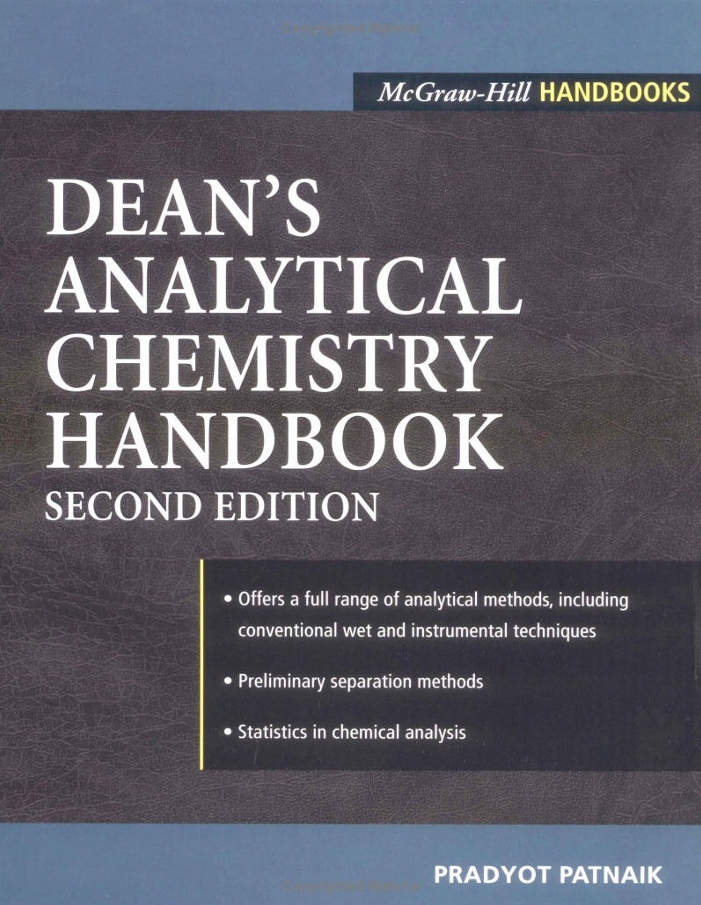 McGraw-Hill HANDBOOKS
DEAN'S
ANALYTICAL
CHEMISTRY
HANDBOOK
SECOND EDITION
• Offers a full range of analytical methods, including
conventional wet and instrumental techniques
• Preliminary separation methods
• Statistics in chemical analysis
PRADYOT PATNAIK